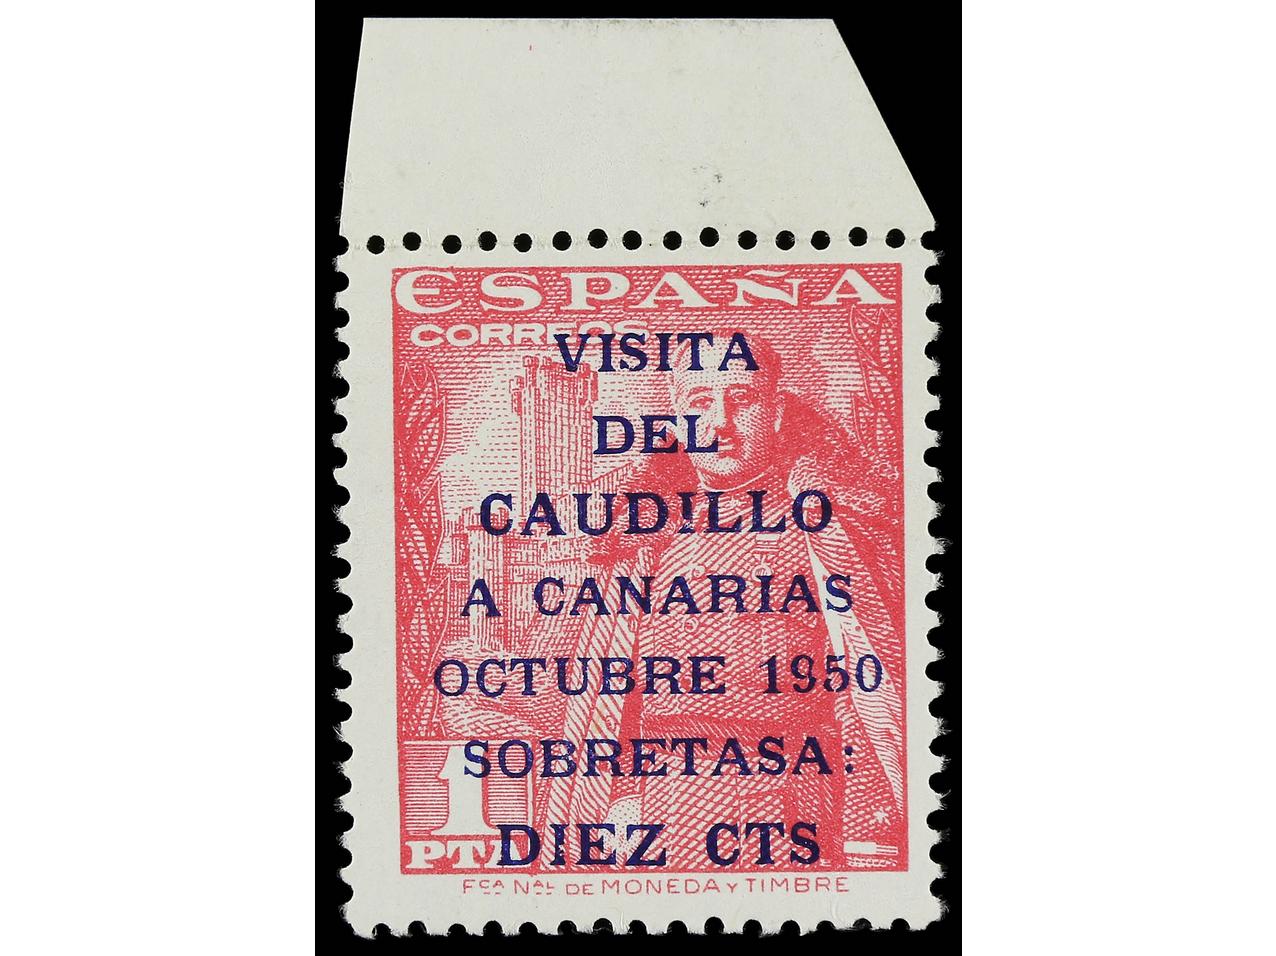 ESPAÑA
CORREOS
VISITA
DEL
CAUDILLO
A CANARIAS
OCTUBRE 1950
SOBRETASA:
DIEZ CTS
1
PTA
FCA NAL DE MONEDA Y TIMBRE